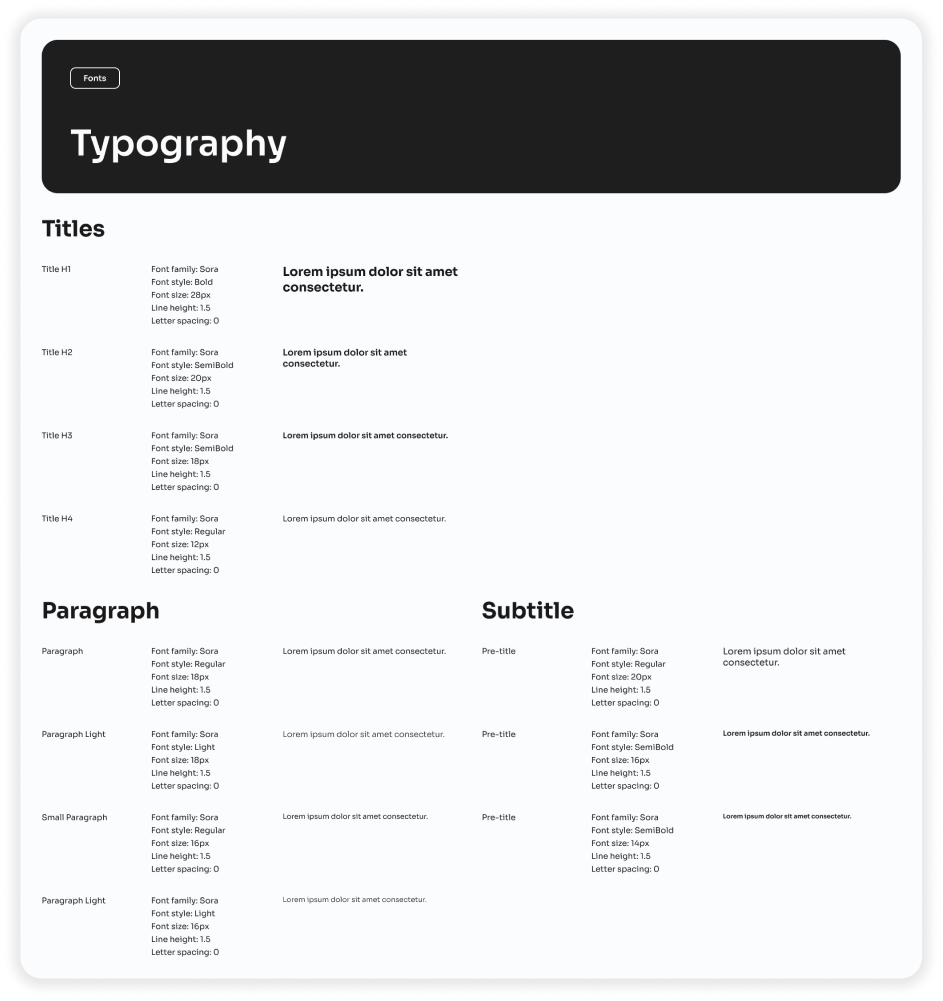 Fonts
Typography
Titles
Title H1
Font family: Sora
Font style: Bold
Font size: 28px
Line height: 1.5
Letter spacing: 0
Lorem ipsum dolor sit amet
consectetur.
Title H2
Font family: Sora
Font style: SemiBold
Font size: 20px
Line height: 1.5
Letter spacing: 0
Lorem ipsum dolor sit amet
consectetur.
Title H3
Font family: Sora
Font style: SemiBold
Font size: 18px
Line height: 1.5
Letter spacing: 0
Lorem ipsum dolor sit amet consectetur.
Title H4
Font family: Sora
Font style: Regular
Font size: 12px
Line height: 1.5
Letter spacing: 0
Lorem ipsum dolor sit amet consectetur.
Paragraph
Paragraph
Font family: Sora
Font style: Regular
Font size: 18px
Line height: 1.5
Letter spacing: 0
Lorem ipsum dolor sit amet consectetur.
Paragraph Light
Font family: Sora
Font style: Light
Font size: 18px
Line height: 1.5
Letter spacing: 0
Lorem ipsum dolor sit amet consectetur.
Small Paragraph
Font family: Sora
Font style: Regular
Font size: 16px
Line height: 1.5
Letter spacing: 0
Lorem ipsum dolor sit amet consectetur.
Paragraph Light
Font family: Sora
Font style: Light
Font size: 16px
Line height: 1.5
Letter spacing: 0
Lorem ipsum dolor sit amet consectetur.
Subtitle
Pre-title
Font family: Sora
Font style: Regular
Font size: 20px
Line height: 1.5
Letter spacing: 0
Lorem ipsum dolor sit amet
consectetur.
Pre-title
Font family: Sora
Font style: SemiBold
Font size: 16px
Line height: 1.5
Letter spacing: 0
Lorem ipsum dolor sit amet consectetur.
Pre-title
Font family: Sora
Font style: SemiBold
Font size: 14px
Line height: 1.5
Letter spacing: 0
Lorem ipsum dolor sit amet consectetur.